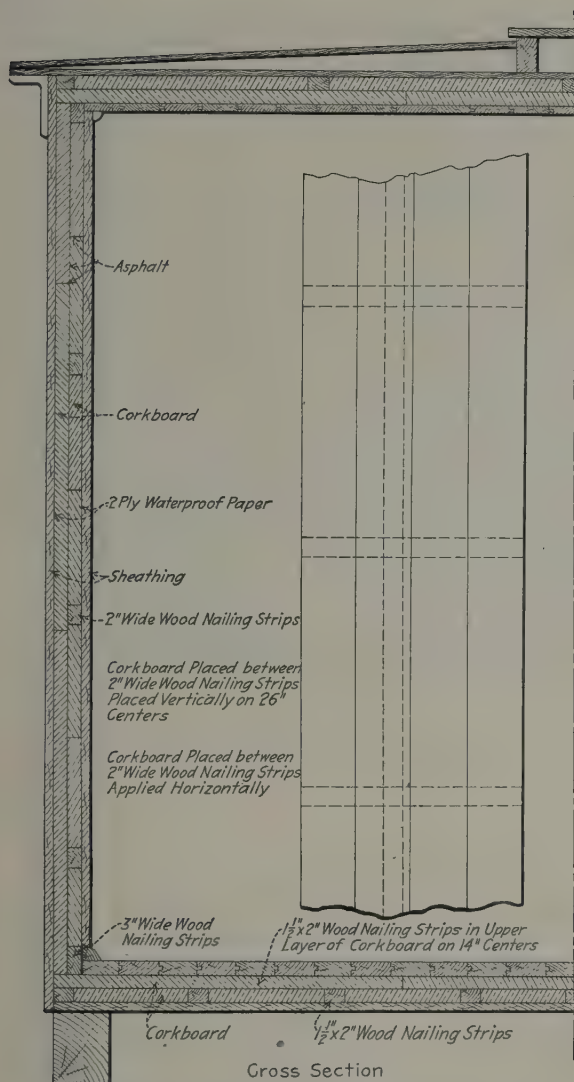 Asphalt
Corkboard
2 Ply Waterproof Paper
Sheathing
2" Wide Wood Nailing Strips
Corkboard Placed between
2" Wide Wood Nailing Strips
Placed Vertically on 26"
Centers
Corkboard Placed between
2" Wide Wood Nailing Strips
Applied Horizontally
3" Wide Wood
Nailing Strips
1½"x2" Wood Nailing Strips in Upper
Layer of Corkboard on 14" Centers
Corkboard
1½"x2" Wood Nailing Strips
Cross Section